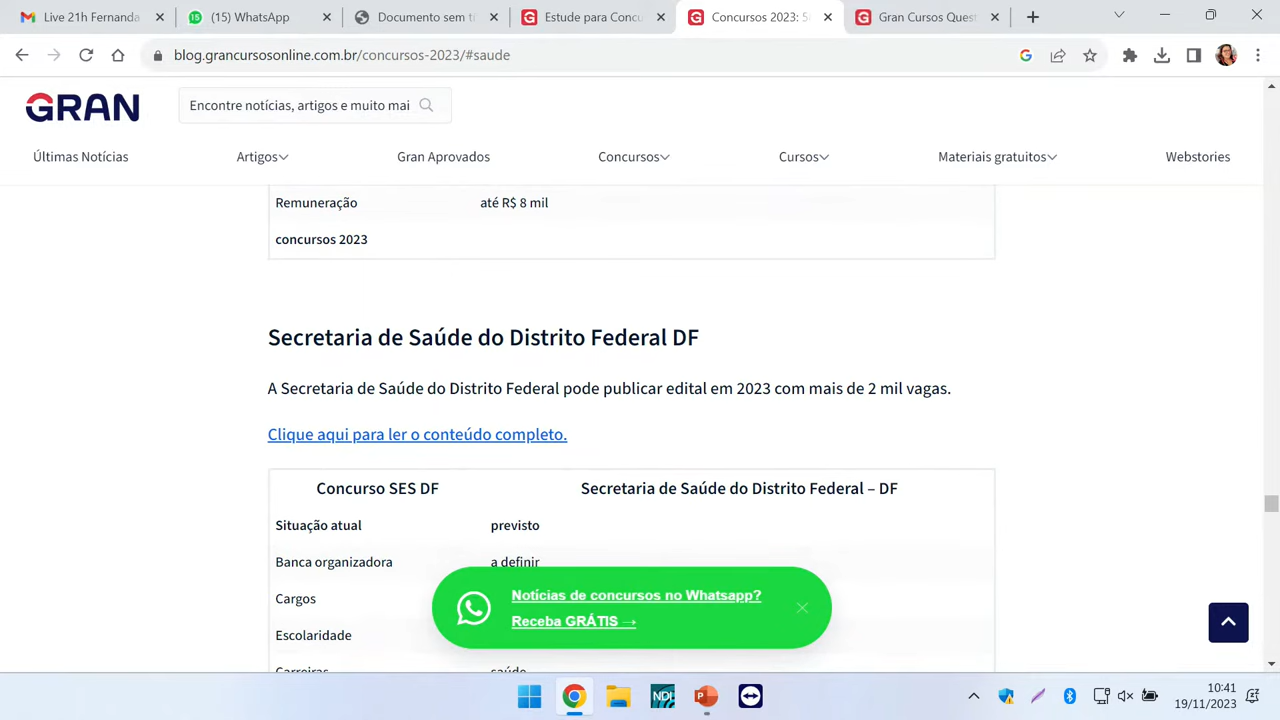 Live 21h Fernanda
(15) WhatsApp
Documento sem t
Estude para Concu
Concursos 2023: 5
Gran Cursos Quest
blog.grancursosonline.com.br/concursos-2023/#saude
GRAN
Encontre notícias, artigos e muito mai
Últimas Notícias
Artigos
Gran Aprovados
Concursos
Cursos
Materiais gratuitos
Webstories
Remuneração até R$ 8 mil
concursos 2023
Secretaria de Saúde do Distrito Federal DF
A Secretaria de Saúde do Distrito Federal pode publicar edital em 2023 com mais de 2 mil vagas.
Clique aqui para ler o conteúdo completo.
Concurso SES DF Secretaria de Saúde do Distrito Federal – DF
Situação atual previsto
Banca organizadora a definir
Cargos
Escolaridade
Carreiras saúde
Notícias de concursos no Whatsapp?
Receba GRÁTIS →
NDI
10:41
19/11/2023